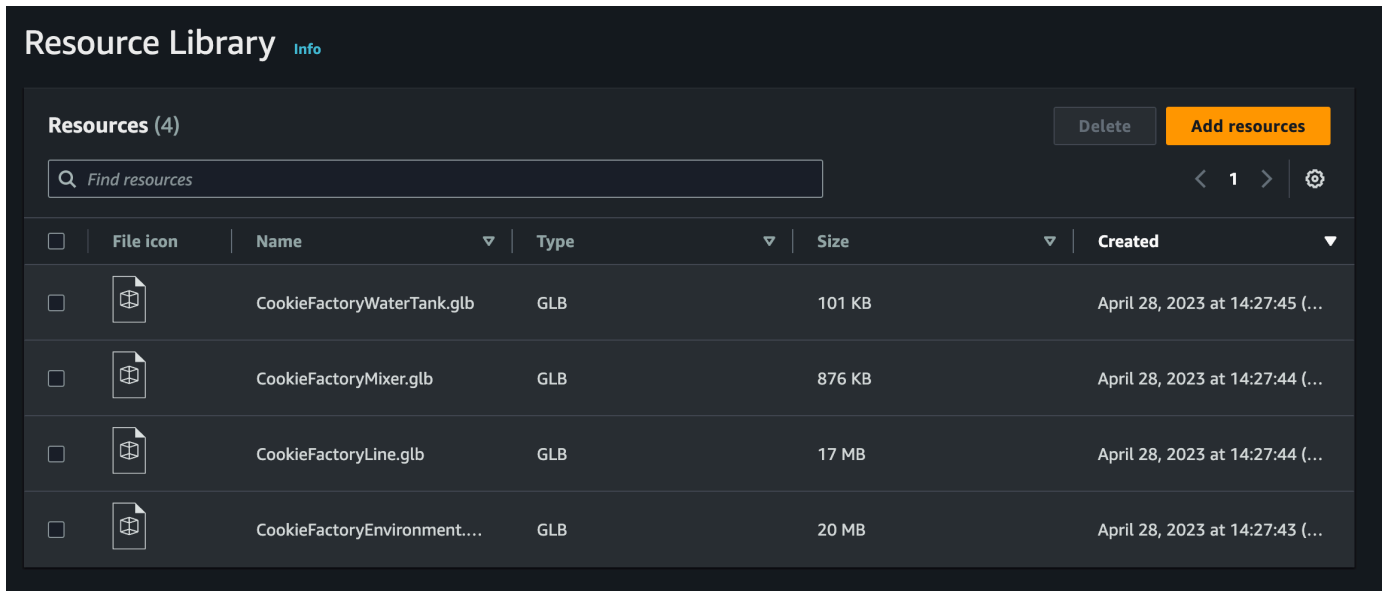 Resource Library Info
Resources (4)
Delete
Add resources
Find resources
1
File icon Name Type Size Created
CookieFactoryWaterTank.glb GLB 101 KB April 28, 2023 at 14:27:45 (...
CookieFactoryMixer.glb GLB 876 KB April 28, 2023 at 14:27:44 (...
CookieFactoryLine.glb GLB 17 MB April 28, 2023 at 14:27:44 (...
CookieFactoryEnvironment.... GLB 20 MB April 28, 2023 at 14:27:43 (...